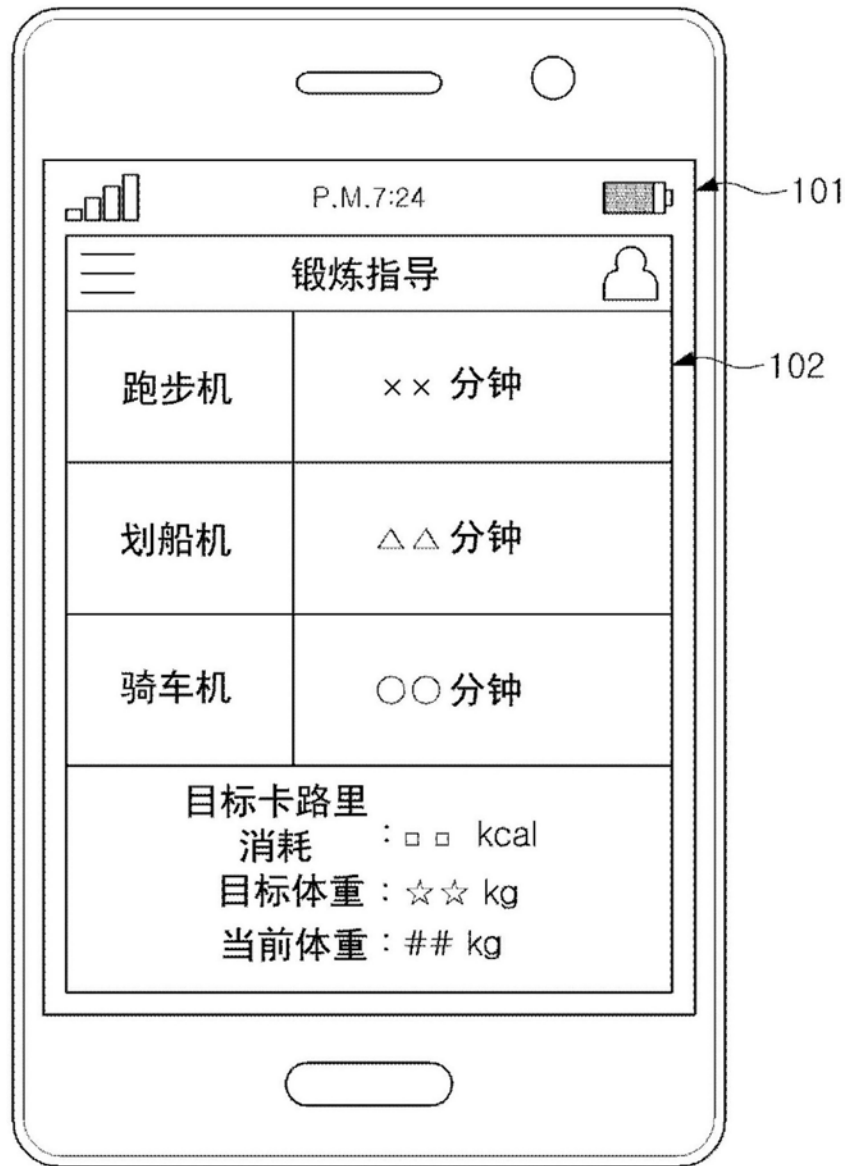 P.M.7:24
101
锻炼指导
102
跑步机 ×× 分钟
划船机 △△ 分钟
骑车机 ○○ 分钟
目标卡路里
消耗 : □ □ kcal
目标体重 : ☆☆ kg
当前体重 : ## kg